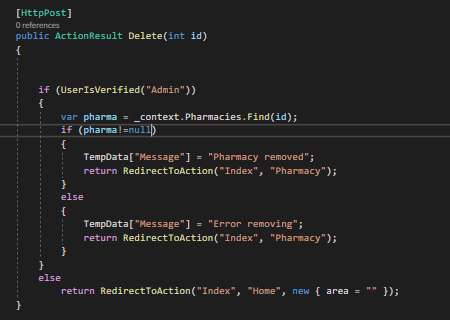 [HttpPost]
0 references
public ActionResult Delete(int id)
{
if (UserIsVerified("Admin"))
{
var pharma = _context.Pharmacies.Find(id);
if (pharma!=null)
{
TempData["Message"] = "Pharmacy removed";
return RedirectToAction("Index", "Pharmacy");
}
else
{
TempData["Message"] = "Error removing";
return RedirectToAction("Index", "Pharmacy");
}
}
else
return RedirectToAction("Index", "Home", new { area = "" });
}